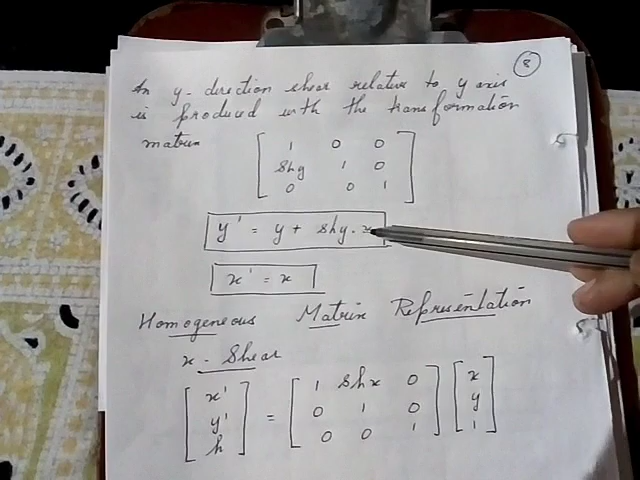 8
An y-direction shear relative to y axis
is produced with the transformation
matrix
1 0 0
shy 1 0
0 0 1
y' = y + shy.x
x' = x
Homogeneous Matrix Representation
x-Shear
[x' y' h] = [1 shx 0; 0 1 0; 0 0 1] [x y 1]